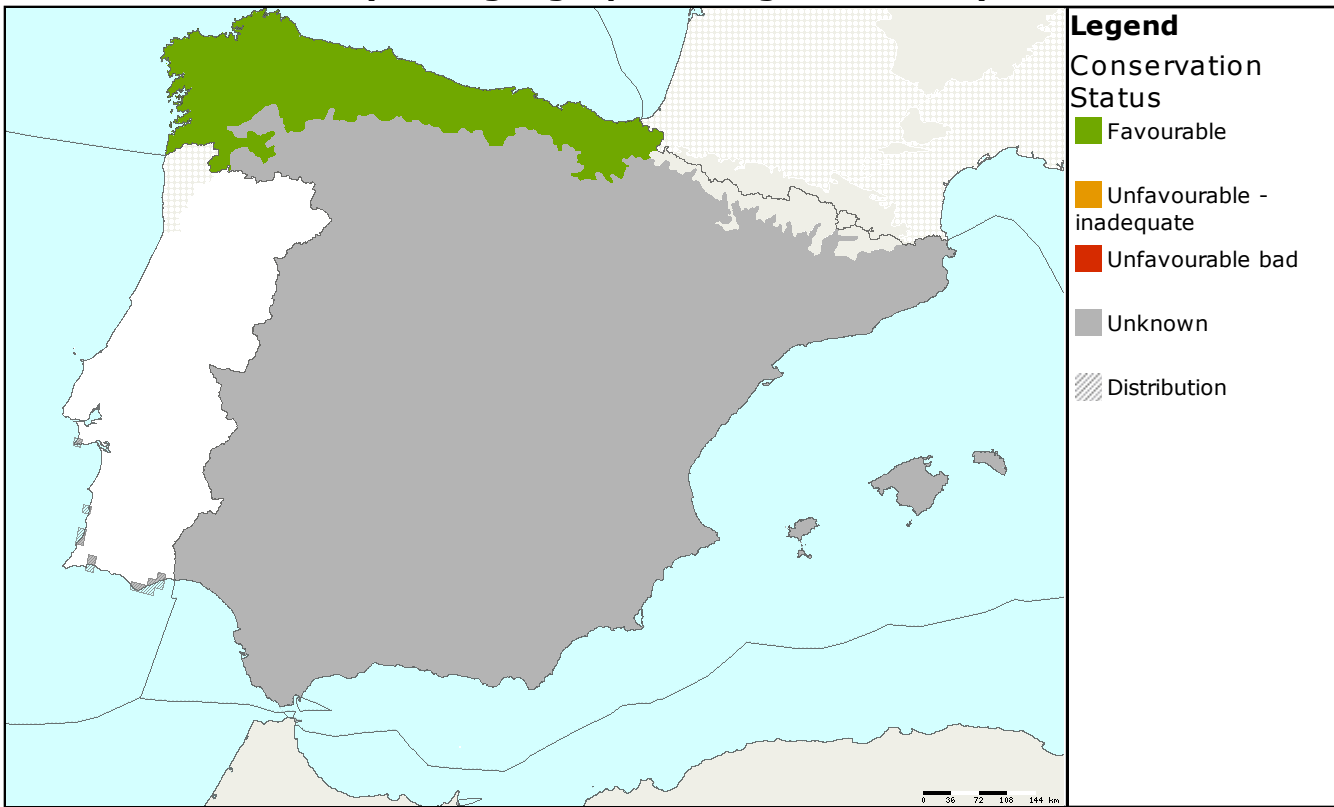 Legend
Conservation
Status
Favourable
Unfavourable -
inadequate
Unfavourable bad
Unknown
Distribution
0 36 72 108 144 km